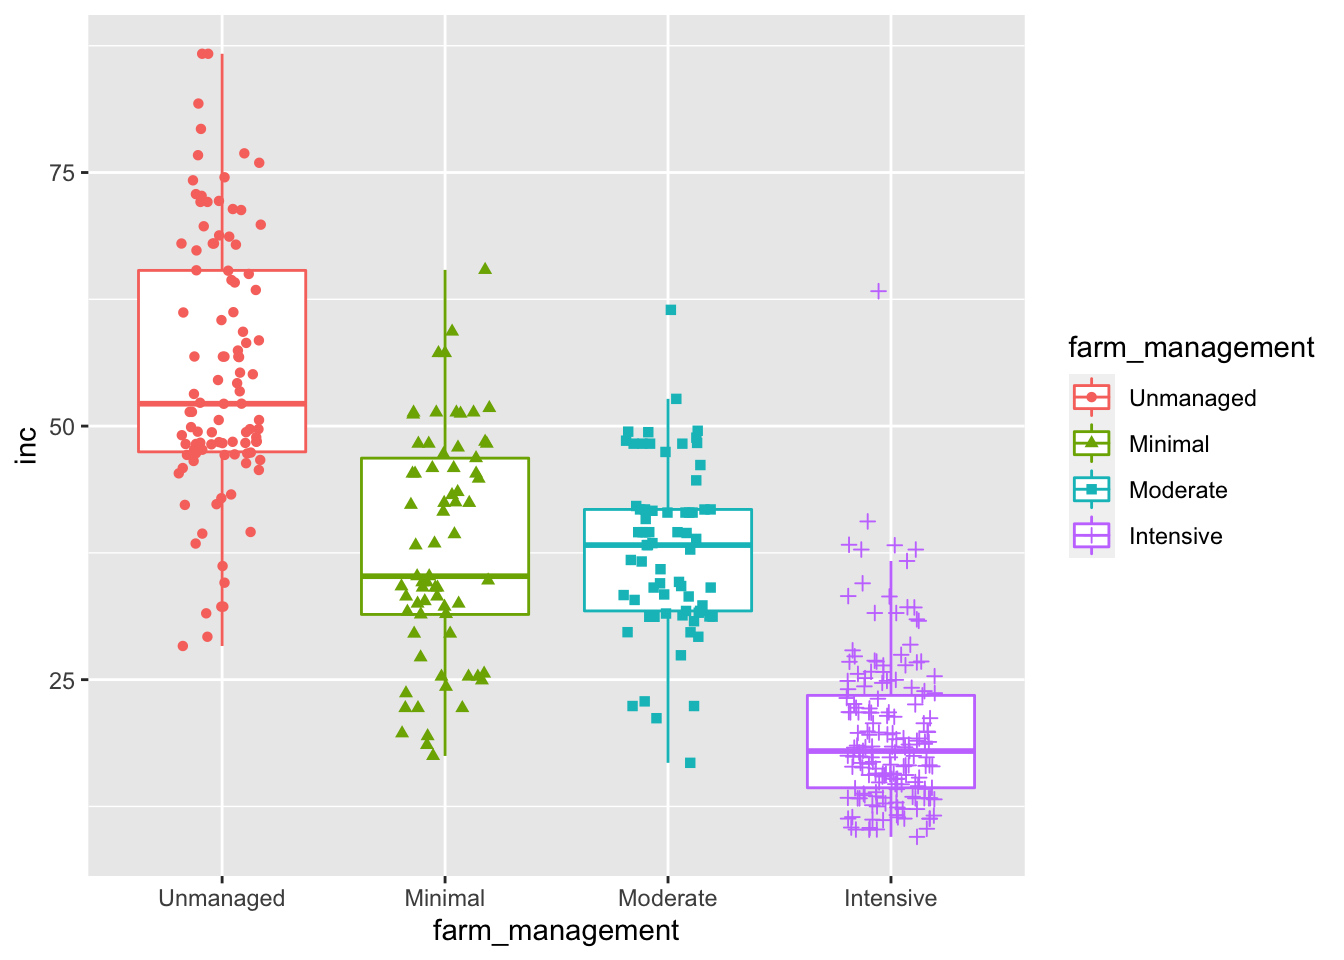 inc
75
50
25
Unmanaged
Minimal
Moderate
Intensive
farm_management
farm_management
Unmanaged
Minimal
Moderate
Intensive